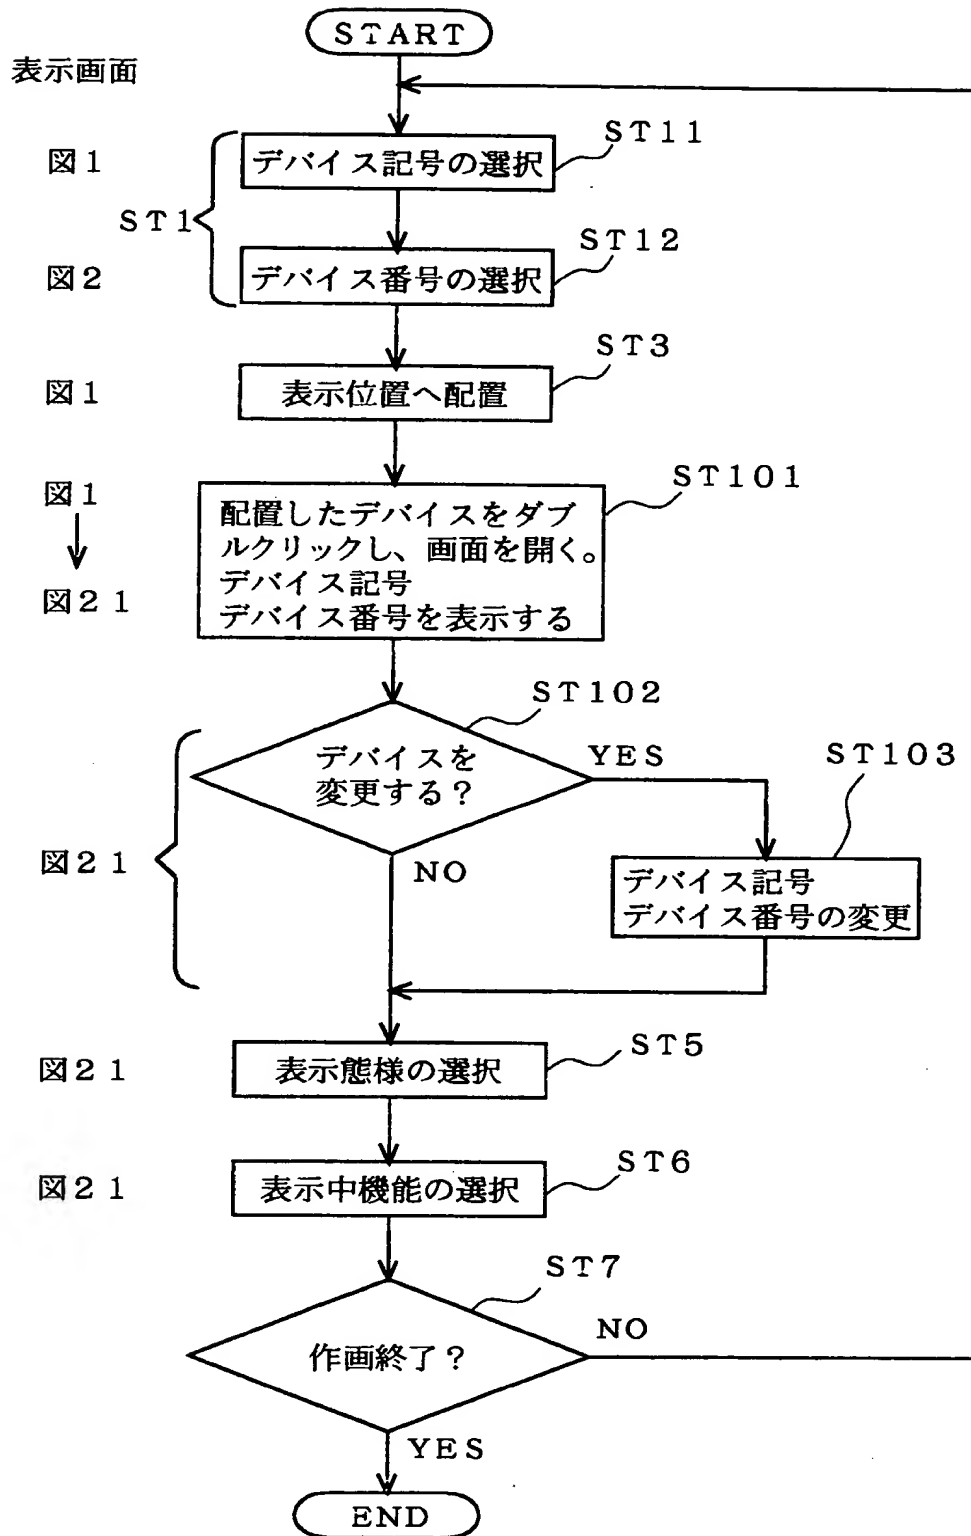 START
表示画面
ST11
図1
デバイス記号の選択
ST1
ST12
図2
デバイス番号の選択
ST3
図1
表示位置へ配置
ST101
図1
配置したデバイスをダブ
ルクリックし、画面を開く。
デバイス記号
デバイス番号を表示する
図21
ST102
デバイスを
変更する？
YES
ST103
図21
NO
デバイス記号
デバイス番号の変更
ST5
図21
表示態様の選択
ST6
図21
表示中機能の選択
ST7
作画終了？
NO
YES
END